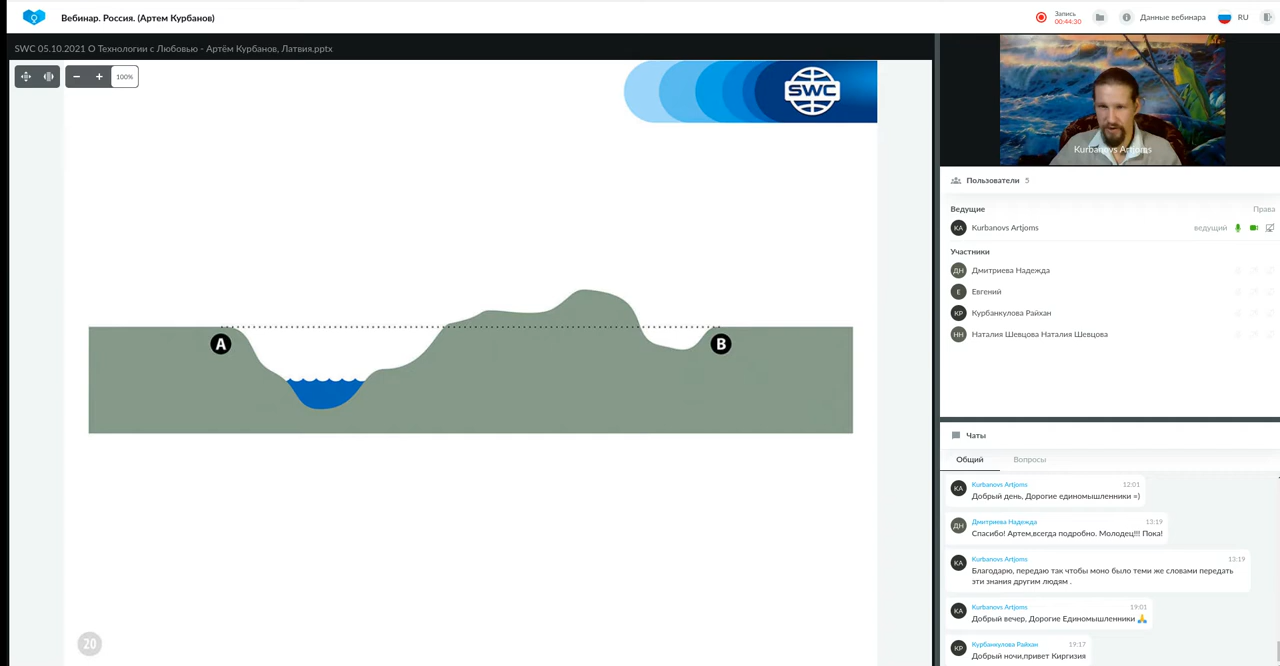 Вебинар. Россия. (Артем Курбанов)
Запись
00:44:30
Данные вебинара
RU
SWC 05.10.2021 О Технологии с Любовью - Артём Курбанов, Латвия.pptx
100%
SWC
A
B
20
Kurbanovs Artjoms
Пользователи 5
Ведущие
Права
KA
Kurbanovs Artjoms
ведущий
Участники
ДН
Дмитриева Надежда
Е
Евгений
КР
Курбанкулова Райхан
НН
Наталия Шевцова Наталия Шевцова
Чаты
Общий
Вопросы
KA
Kurbanovs Artjoms
12:01
Добрый день, Дорогие единомышленники =)
ДН
Дмитриева Надежда
13:19
Спасибо! Артем,всегда подробно. Молодец!!! Пока!
KA
Kurbanovs Artjoms
13:19
Благодарю, передаю так чтобы моно было теми же словами передать
эти знания другим людям .
KA
Kurbanovs Artjoms
19:01
Добрый вечер, Дорогие Единомышленники 🙏
КР
Курбанкулова Райхан
19:17
Добрый ночи,привет Киргизия